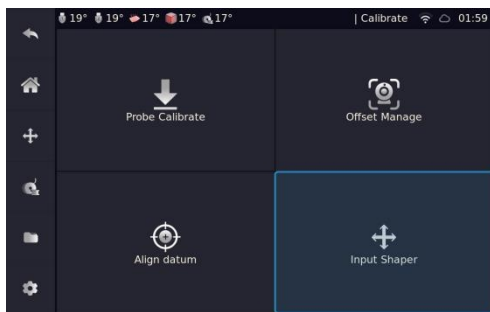 19° 19° 17° 17° 17° | Calibrate 01:59
Probe Calibrate
Offset Manage
Align datum
Input Shaper